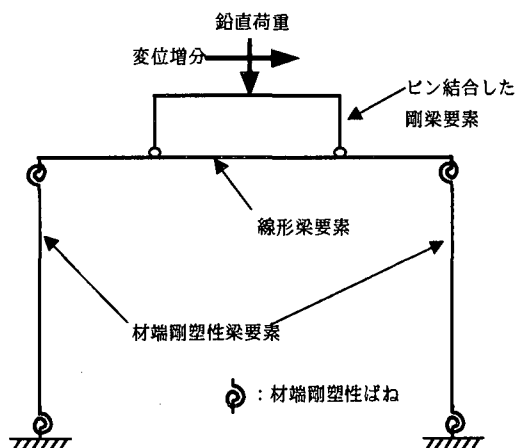 鉛直荷重
変位増分
ピン結合した
剛梁要素
線形梁要素
材端剛塑性梁要素
：材端剛塑性ばね